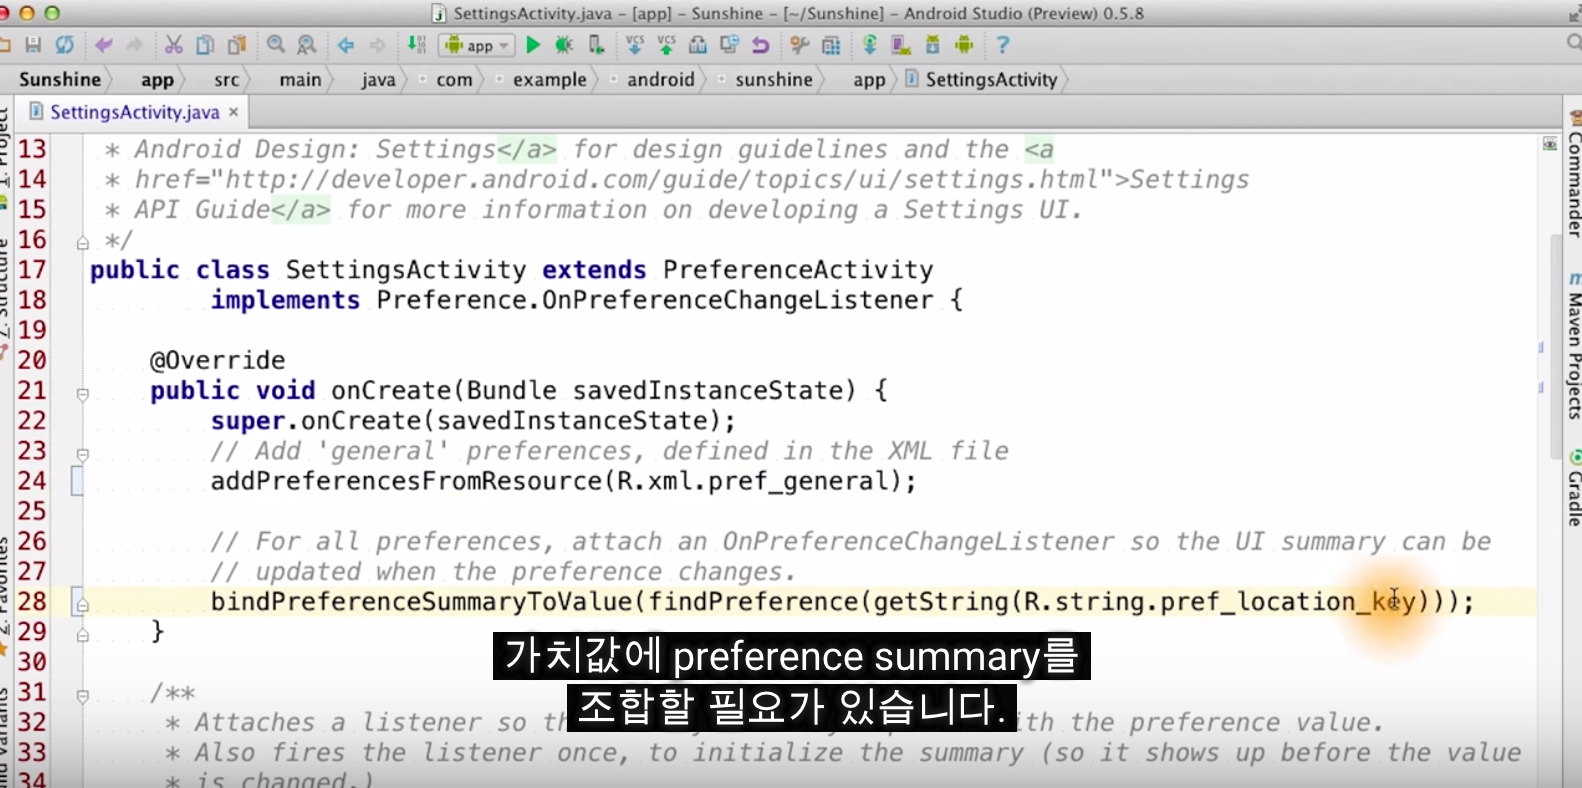 SettingsActivity.java – [app] – Sunshine – [~/Sunshine] – Android Studio (Preview) 0.5.8
app
VCS VCS
?
Sunshine app src main java com example android sunshine app SettingsActivity
SettingsActivity.java ×
13 * Android Design: Settings</a> for design guidelines and the <a
14 * href="http://developer.android.com/guide/topics/ui/settings.html">Settings
15 * API Guide</a> for more information on developing a Settings UI.
16 */
17 public class SettingsActivity extends PreferenceActivity
18 implements Preference.OnPreferenceChangeListener {
19
20 @Override
21 public void onCreate(Bundle savedInstanceState) {
22 super.onCreate(savedInstanceState);
23 // Add 'general' preferences, defined in the XML file
24 addPreferencesFromResource(R.xml.pref_general);
25
26 // For all preferences, attach an OnPreferenceChangeListener so the UI summary can be
27 // updated when the preference changes.
28 bindPreferenceSummaryToValue(findPreference(getString(R.string.pref_location_key)));
29 }
30
31 /**
32 * Attaches a listener so with the preference value.
33 * Also fires the listener once, to initialize the summary (so it shows up before the value
34 * is changed.)
가치값에 preference summary를
조합할 필요가 있습니다.
1: Project
7: Structure
2: Favorites
Commander
Maven Projects
Gradle